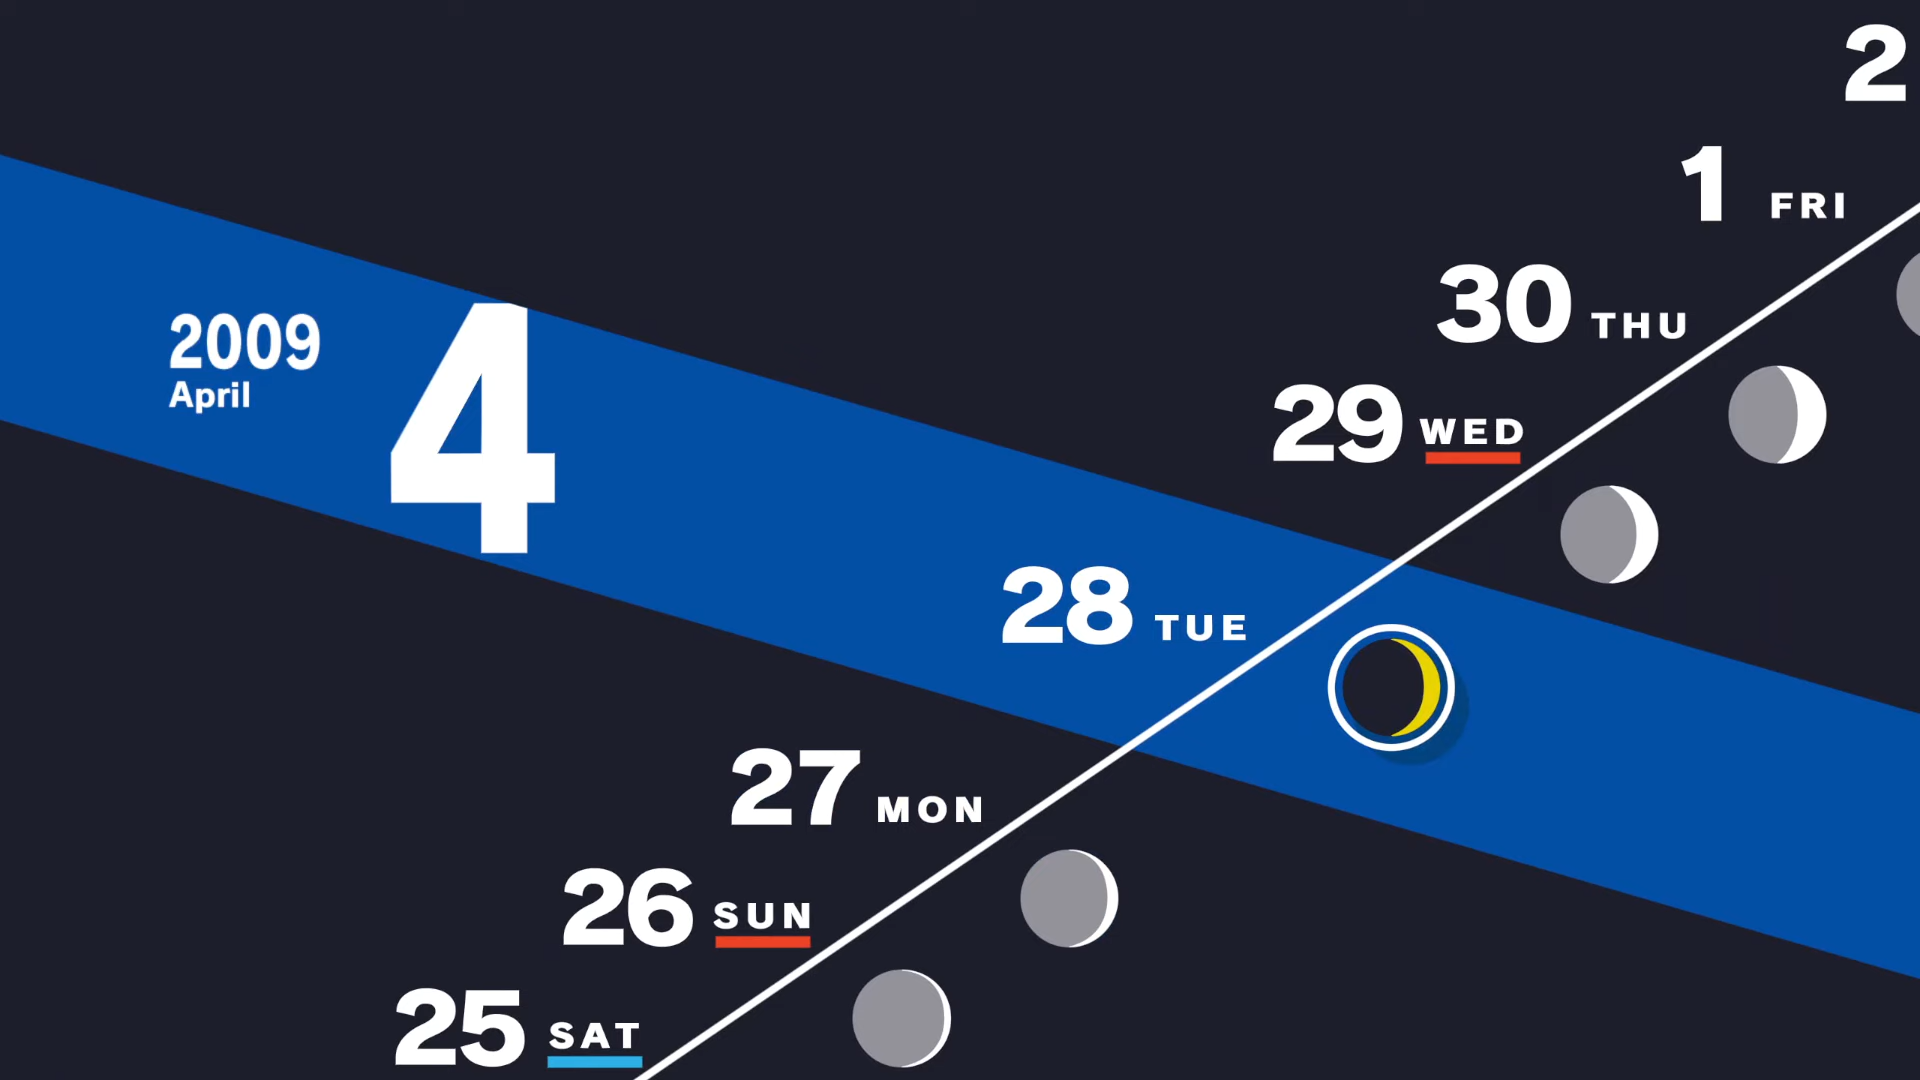 2
1 FRI
30 THU
2009
April
4
29 WED
28 TUE
27 MON
26 SUN
25 SAT